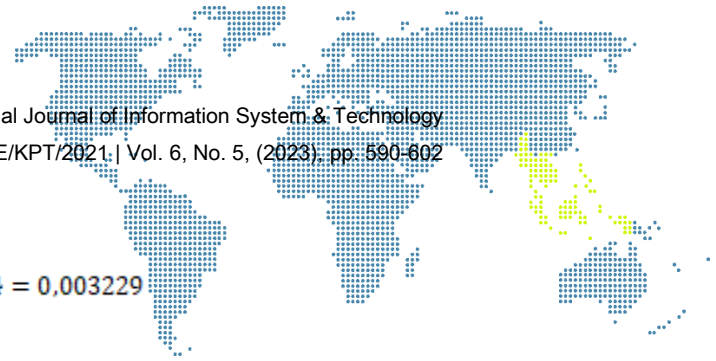 al Journal of Information System & Technology
E/KPT/2021 | Vol. 6, No. 5, (2023), pp. 590-602
= 0,003229